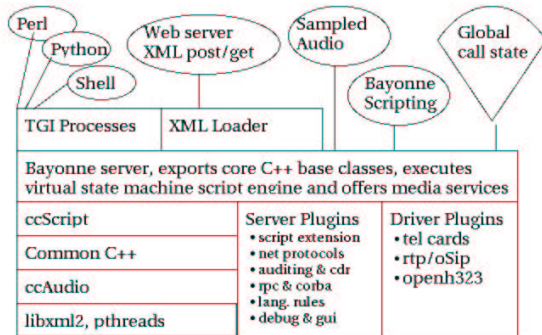 Perl
Python
Shell
Web server
XML post/get
Sampled
Audio
Global
call state
Bayonne
Scripting
TGI Processes
XML Loader
Bayonne server, exports core C++ base classes, executes
virtual state machine script engine and offers media services
ccScript
Common C++
ccAudio
libxml2, pthreads
Server Plugins
• script extension
• net protocols
• auditing & cdr
• rpc & corba
• lang. rules
• debug & gui
Driver Plugins
• tel cards
• rtp/oSip
• openh323